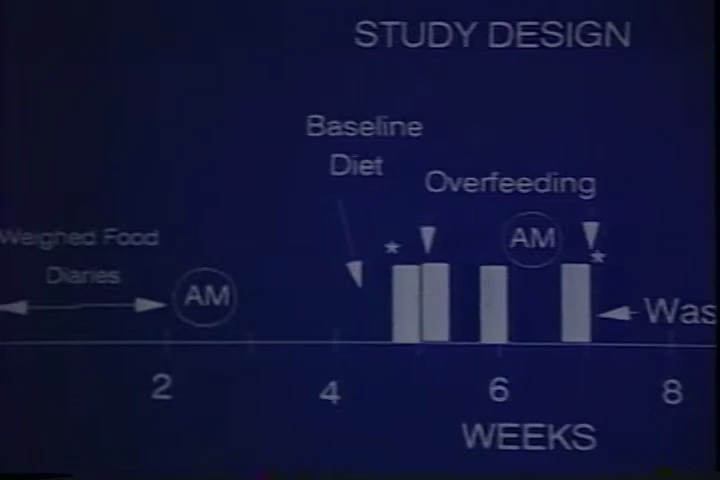 STUDY DESIGN
Baseline
Diet
Overfeeding
Weighed Food
Diaries
AM
AM
*
*
Was
2
4
6
8
WEEKS